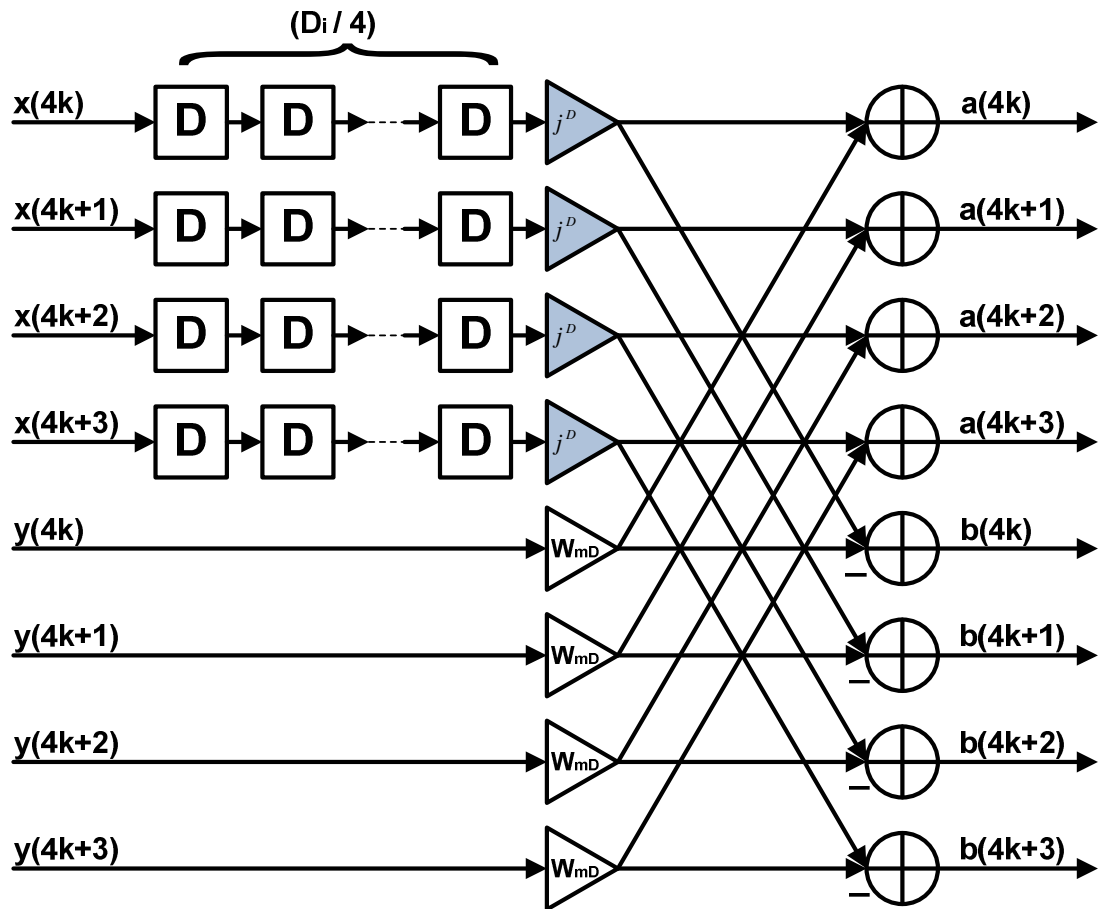 (Di / 4)
x(4k) D D D j^D a(4k)
x(4k+1) D D D j^D a(4k+1)
x(4k+2) D D D j^D a(4k+2)
x(4k+3) D D D j^D a(4k+3)
y(4k) WmD − b(4k)
y(4k+1) WmD − b(4k+1)
y(4k+2) WmD − b(4k+2)
y(4k+3) WmD − b(4k+3)